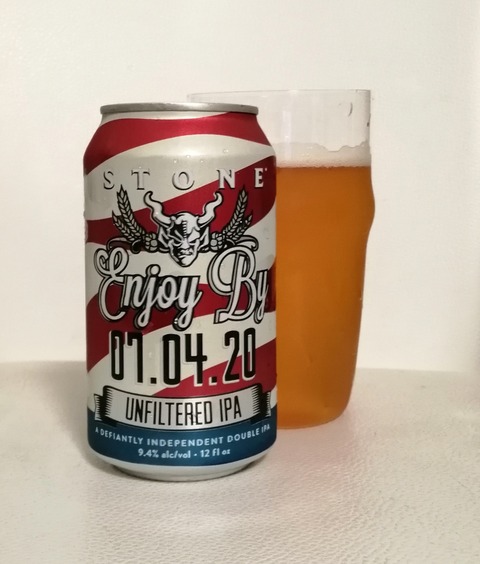 STONE
Enjoy By
07.04.20
UNFILTERED IPA
A DEFIANTLY INDEPENDENT DOUBLE IPA
9.4% alc/vol • 12 fl oz